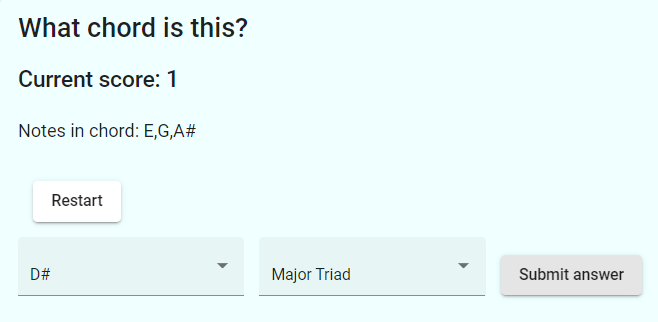 What chord is this?
Current score: 1
Notes in chord: E,G,A#
Restart
D#
Major Triad
Submit answer